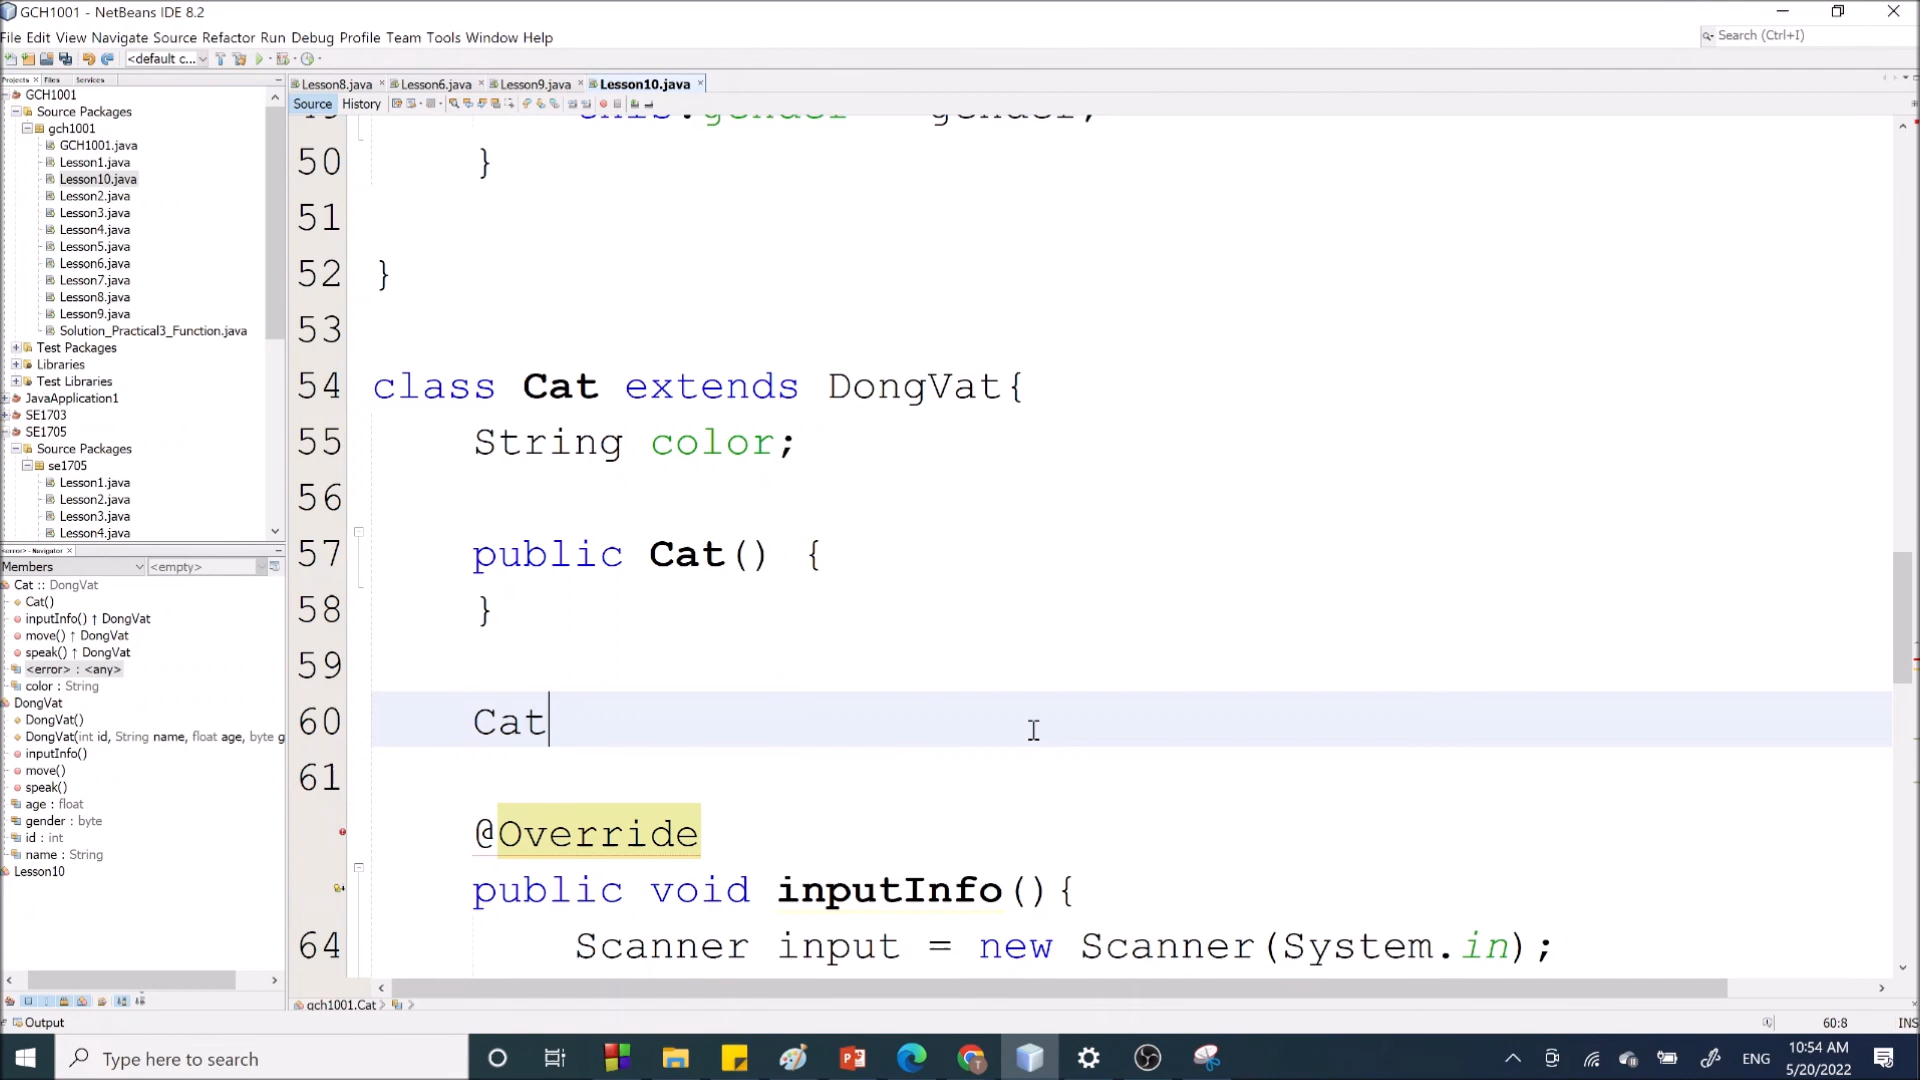 GCH1001 - NetBeans IDE 8.2
File Edit View Navigate Source Refactor Run Debug Profile Team Tools Window Help
Search (Ctrl+I)
<default c...
Projects Files Services
Lesson8.java Lesson6.java Lesson9.java Lesson10.java
Source History
GCH1001
Source Packages
gch1001
GCH1001.java
Lesson1.java
Lesson10.java
Lesson2.java
Lesson3.java
Lesson4.java
Lesson5.java
Lesson6.java
Lesson7.java
Lesson8.java
Lesson9.java
Solution_Practical3_Function.java
Test Packages
Libraries
Test Libraries
JavaApplication1
SE1703
SE1705
Source Packages
se1705
Lesson1.java
Lesson2.java
Lesson3.java
Lesson4.java
<error> - Navigator
Members <empty>
Cat :: DongVat
Cat()
inputInfo() ↑ DongVat
move() ↑ DongVat
speak() ↑ DongVat
<error> : <any>
color : String
DongVat
DongVat()
DongVat(int id, String name, float age, byte g
inputInfo()
move()
speak()
age : float
gender : byte
id : int
name : String
Lesson10
49 this.gender = gender;
50 }
51
52 }
53
54 class Cat extends DongVat{
55 String color;
56
57 public Cat() {
58 }
59
60 Cat
61
@Override
public void inputInfo(){
64 Scanner input = new Scanner(System.in);
gch1001.Cat
Output
60:8 INS
Type here to search
ENG
10:54 AM
5/20/2022